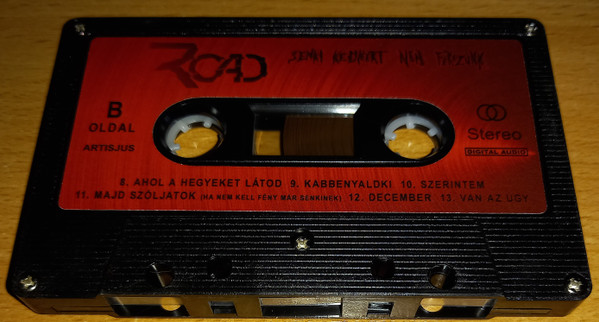 ROAD
B
OLDAL
ARTISJUS
Stereo
DIGITAL AUDIO
8. AHOL A HEGYEKET LÁTOD 9. KABBENYALDKI 10. SZERINTEM
11. MAJD SZÓLJATOK (HA NEM KELL FÉNY MÁR SENKINEK) 12. DECEMBER 13. VAN AZ ÚGY